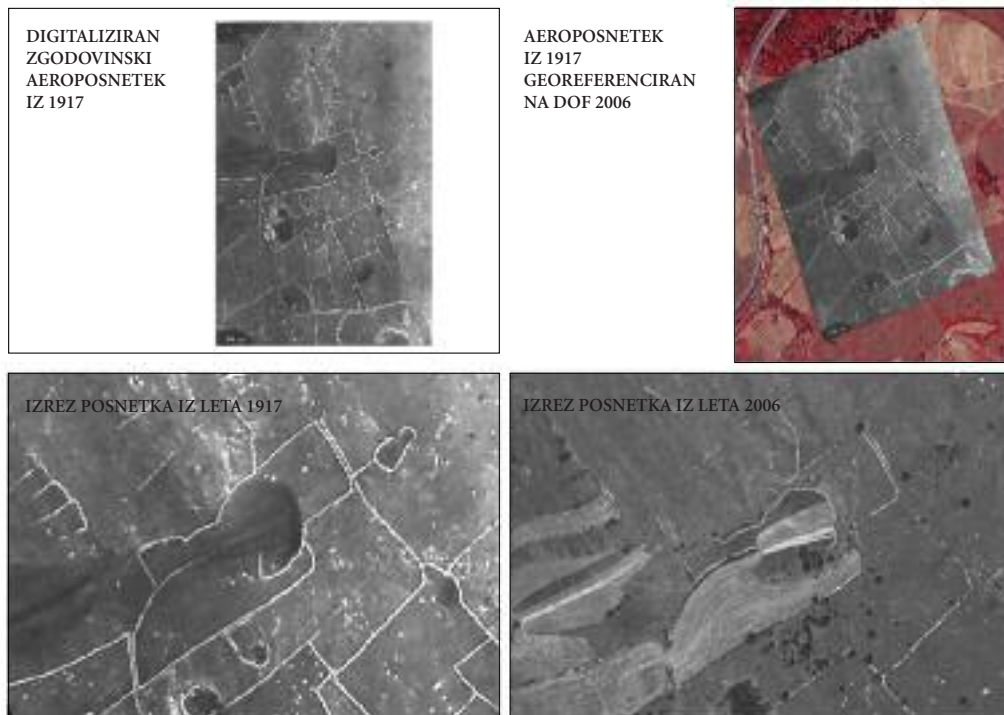 DIGITALIZIRAN
ZGODOVINSKI
AEROPOSNETEK
IZ 1917
AEROPOSNETEK
IZ 1917
GEOREFERENCIRAN
NA DOF 2006
IZREZ POSNETKA IZ LETA 1917
IZREZ POSNETKA IZ LETA 2006